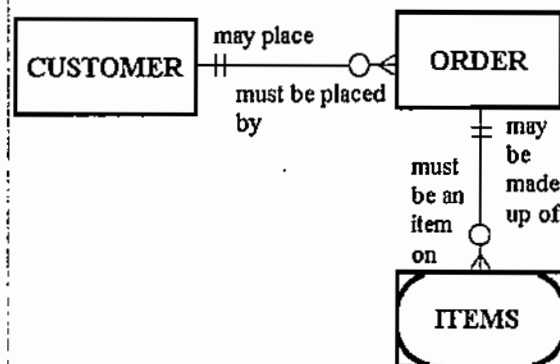 may place
CUSTOMER
ORDER
must be placed
by
may
be
made
up of
must
be an
item
on
ITEMS